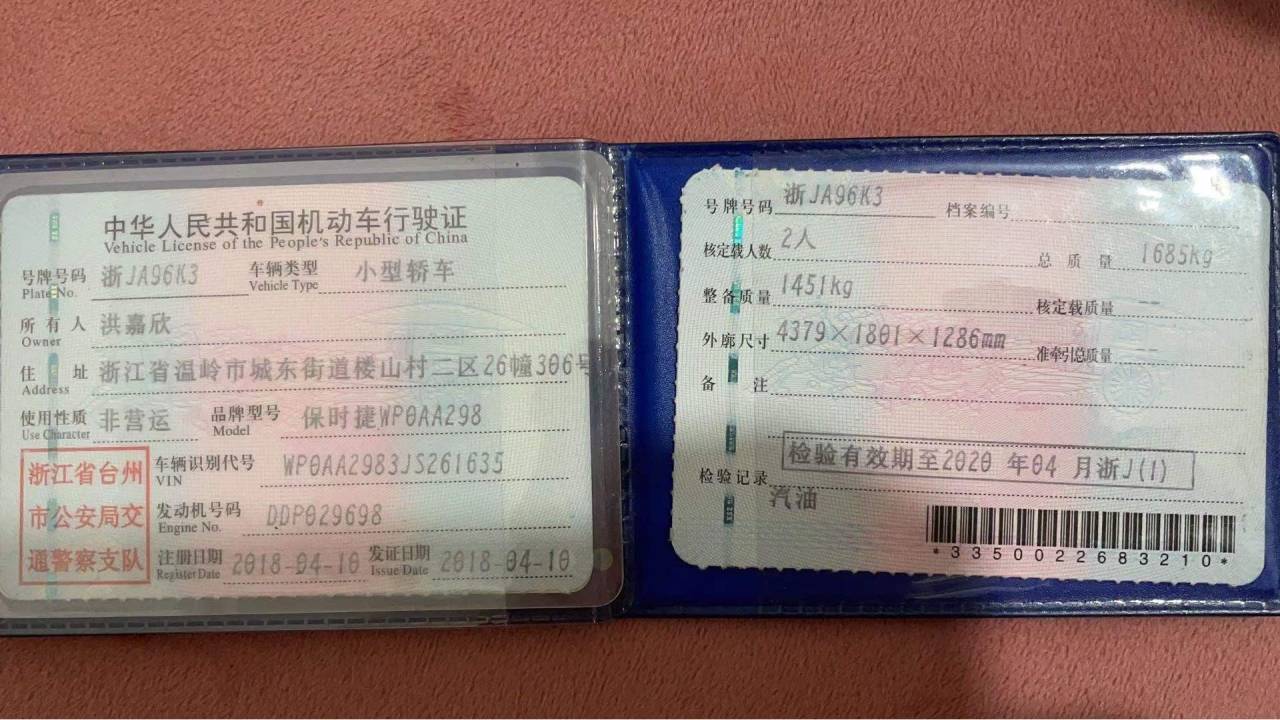 中华人民共和国机动车行驶证
Vehicle License of the People's Republic of China
号牌号码 浙JA96K3 车辆类型 小型轿车
Plate No. Vehicle Type
所有人 洪嘉欣
Owner
住址 浙江省温岭市城东街道楼山村二区26幢306号
Address
使用性质 非营运 品牌型号 保时捷WP0AA298
Use Character Model
浙江省台州
市公安局交
通警察支队
车辆识别代号 WP0AA2983JS261635
VIN
发动机号码 DDP029698
Engine No.
注册日期 2018-04-10 发证日期 2018-04-10
Register Date Issue Date
号牌号码 浙JA96K3 档案编号
核定载人数 2人 总质量 1685kg
整备质量 1451kg 核定载质量 --
外廓尺寸 4379×1801×1286mm 准牵引总质量 --
备注
检验记录 检验有效期至2020年04月浙J(1)
汽油
*3350022683210*